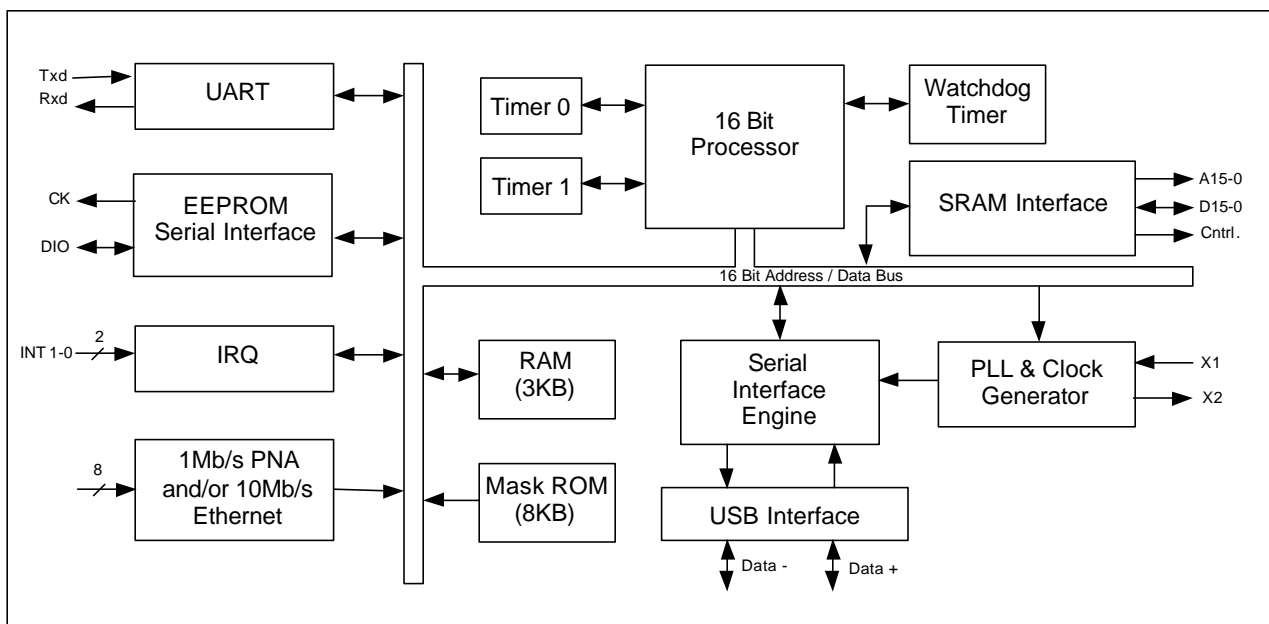 Txd
Rxd
UART
CK
DIO
EEPROM
Serial Interface
INT 1-0
2
IRQ
8
1Mb/s PNA
and/or 10Mb/s
Ethernet
Timer 0
Timer 1
16 Bit
Processor
Watchdog
Timer
SRAM Interface
A15-0
D15-0
Cntrl.
16 Bit Address / Data Bus
RAM
(3KB)
Mask ROM
(8KB)
Serial
Interface
Engine
PLL & Clock
Generator
X1
X2
USB Interface
Data -
Data +